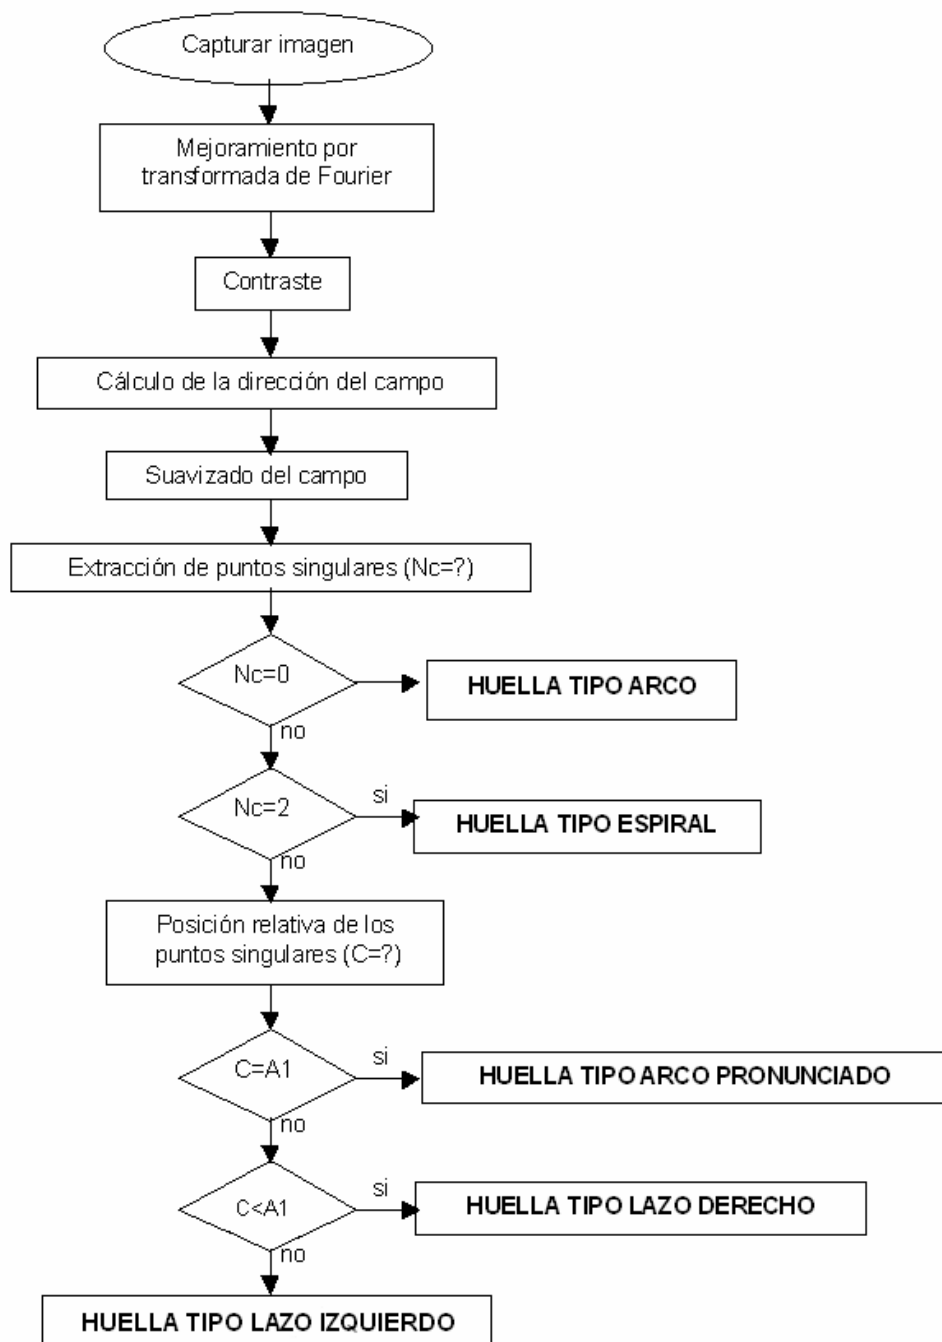 Capturar imagen
Mejoramiento por
transformada de Fourier
Contraste
Cálculo de la dirección del campo
Suavizado del campo
Extracción de puntos singulares (Nc=?)
Nc=0
HUELLA TIPO ARCO
no
Nc=2
si
HUELLA TIPO ESPIRAL
no
Posición relativa de los
puntos singulares (C=?)
C=A1
si
HUELLA TIPO ARCO PRONUNCIADO
no
C<A1
si
HUELLA TIPO LAZO DERECHO
no
HUELLA TIPO LAZO IZQUIERDO